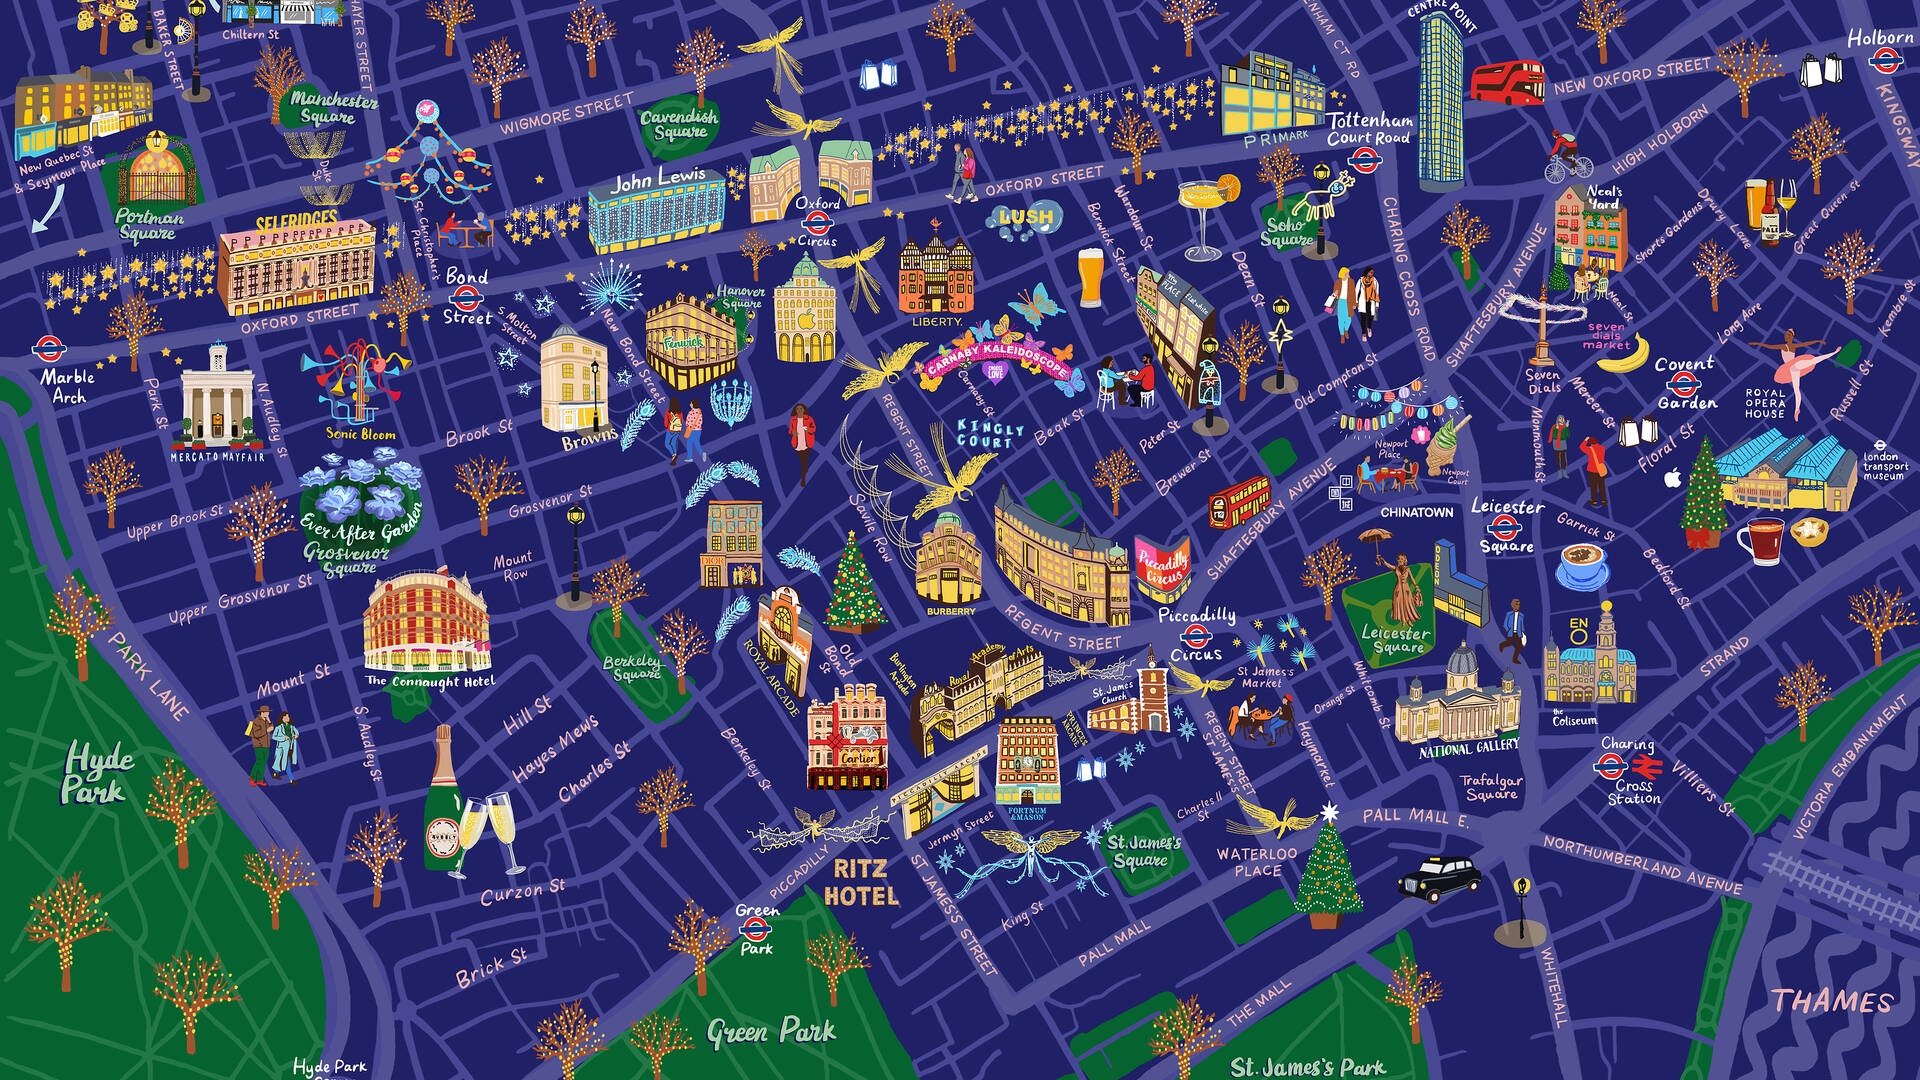 BAKER STREET
Chiltern St
CENTRE POINT
Holborn
NEW OXFORD STREET
KINGSWAY
HIGH HOLBORN
Manchester
Square
WIGMORE STREET
Cavendish
Square
PRIMARK
Tottenham
Court Road
New Quebec St
& Seymour Place
Duke
St
Portman
Square
SELFRIDGES
St Christopher's
Place
John Lewis
Oxford
Circus
OXFORD STREET
LUSH
Berwick Street
Wardour St
Soho
Square
Dean St
CHARING CROSS ROAD
Neal's
Yard
Shorts Gardens
Drury Lane
PALE
Great Queen St
Kemble St
OXFORD STREET
Bond
Street
S Molton
Street
New Bond Street
Hanover
Square
Fenwick
LIBERTY.
CARNABY KALEIDOSCOPE
CHOOSE
LOVE
Carnaby St
KINGLY
COURT
Beak St
Peter St
Brewer St
Old Compton St
SHAFTESBURY AVENUE
Neal St
seven
dials
market
Seven
Dials
Long Acre
Covent
Garden
ROYAL
OPERA
HOUSE
Russell St
Marble
Arch
Park St
N. Audley St
MERCATO MAYFAIR
Sonic Bloom
Brook St
Browns
REGENT STREET
Newport
Place
Newport
Court
CHINATOWN
Monmouth St
Mercer St
Floral St
london
transport
museum
Leicester
Square
Garrick St
Bedford St
Upper Brook St
Ever After Garden
Grosvenor
Square
Grosvenor St
Savile Row
SHAFTESBURY AVENUE
Upper Grosvenor St
Mount
Row
DIOR
BURBERRY
Piccadilly
Circus
REGENT STREET
Piccadilly
Circus
ODEON
Leicester
Square
ENO
the
Coliseum
STRAND
PARK LANE
Mount St
The Connaught Hotel
Berkeley
Square
ROYAL ARCADE
Old
Bond
St
Burlington
Arcade
Royal
Academy
of Arts
St. James
Church
PRINCES
ARCADE
St James's
Market
Orange St
Whitcomb St
Haymarket
REGENT STREET
ST JAMES'S
NATIONAL GALLERY
Trafalgar
Square
Charing
Cross
Station
Villiers St
VICTORIA EMBANKMENT
Hyde
Park
S. Audley St
Hill St
Hayes Mews
Charles St
Berkeley St
Cartier
PICCADILLY ARCADE
FORTNUM
& MASON
Jermyn Street
Charles II
St
St. James's
Square
WATERLOO
PLACE
PALL MALL E.
NORTHUMBERLAND AVENUE
Curzon St
PICCADILLY
RITZ
HOTEL
ST JAMES'S STREET
King St
PALL MALL
Green
Park
Brick St
Green Park
THE MALL
WHITEHALL
THAMES
Hyde Park
St. James's Park